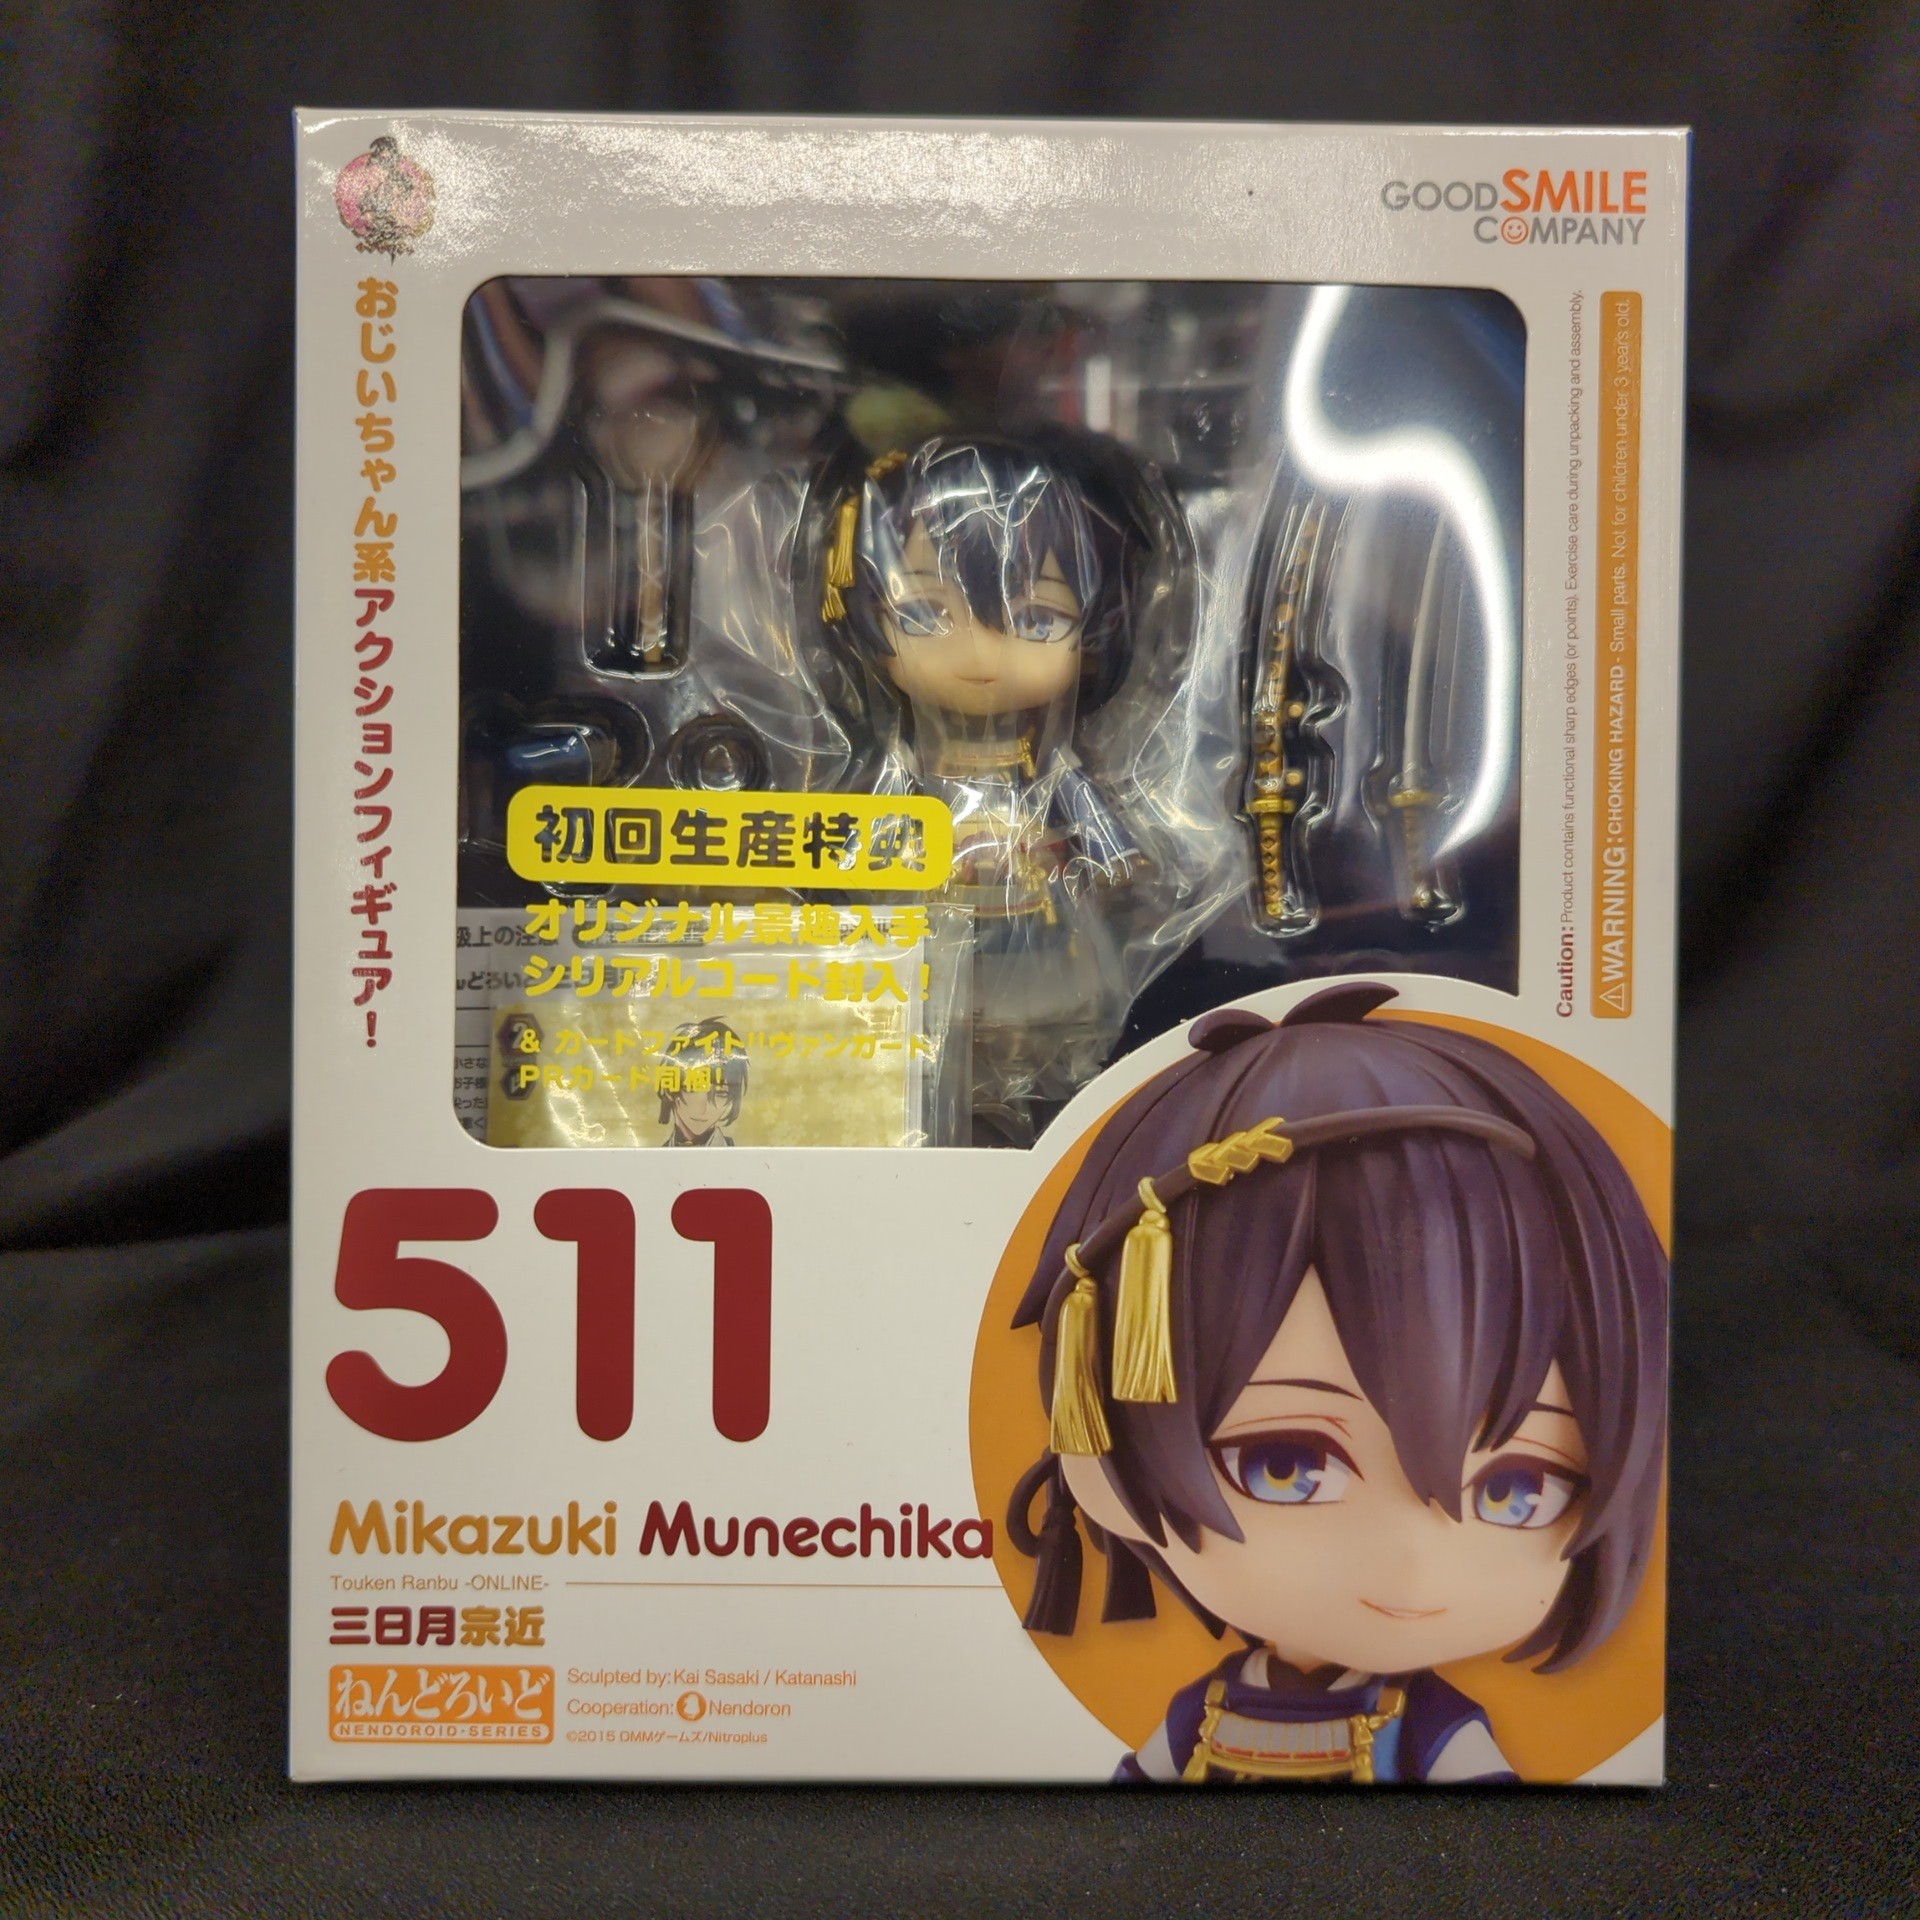 GOOD SMILE
COMPANY
おじいちゃん系アクションフィギュア!
Caution: Product contains functional sharp edges (or points). Exercise care during unpacking and assembly.
⚠WARNING: CHOKING HAZARD - Small parts. Not for children under 3 years old.
初回生産特典
オリジナル景趣入手
シリアルコード封入!
& カードファイト!! ヴァンガード
PRカード同梱!
扱上の注意
511
Mikazuki Munechika
Touken Ranbu -ONLINE-
三日月宗近
ねんどろいど
NENDOROID・SERIES
Sculpted by: Kai Sasaki / Katanashi
Cooperation: Nendoron
©2015 DMMゲームズ/Nitroplus